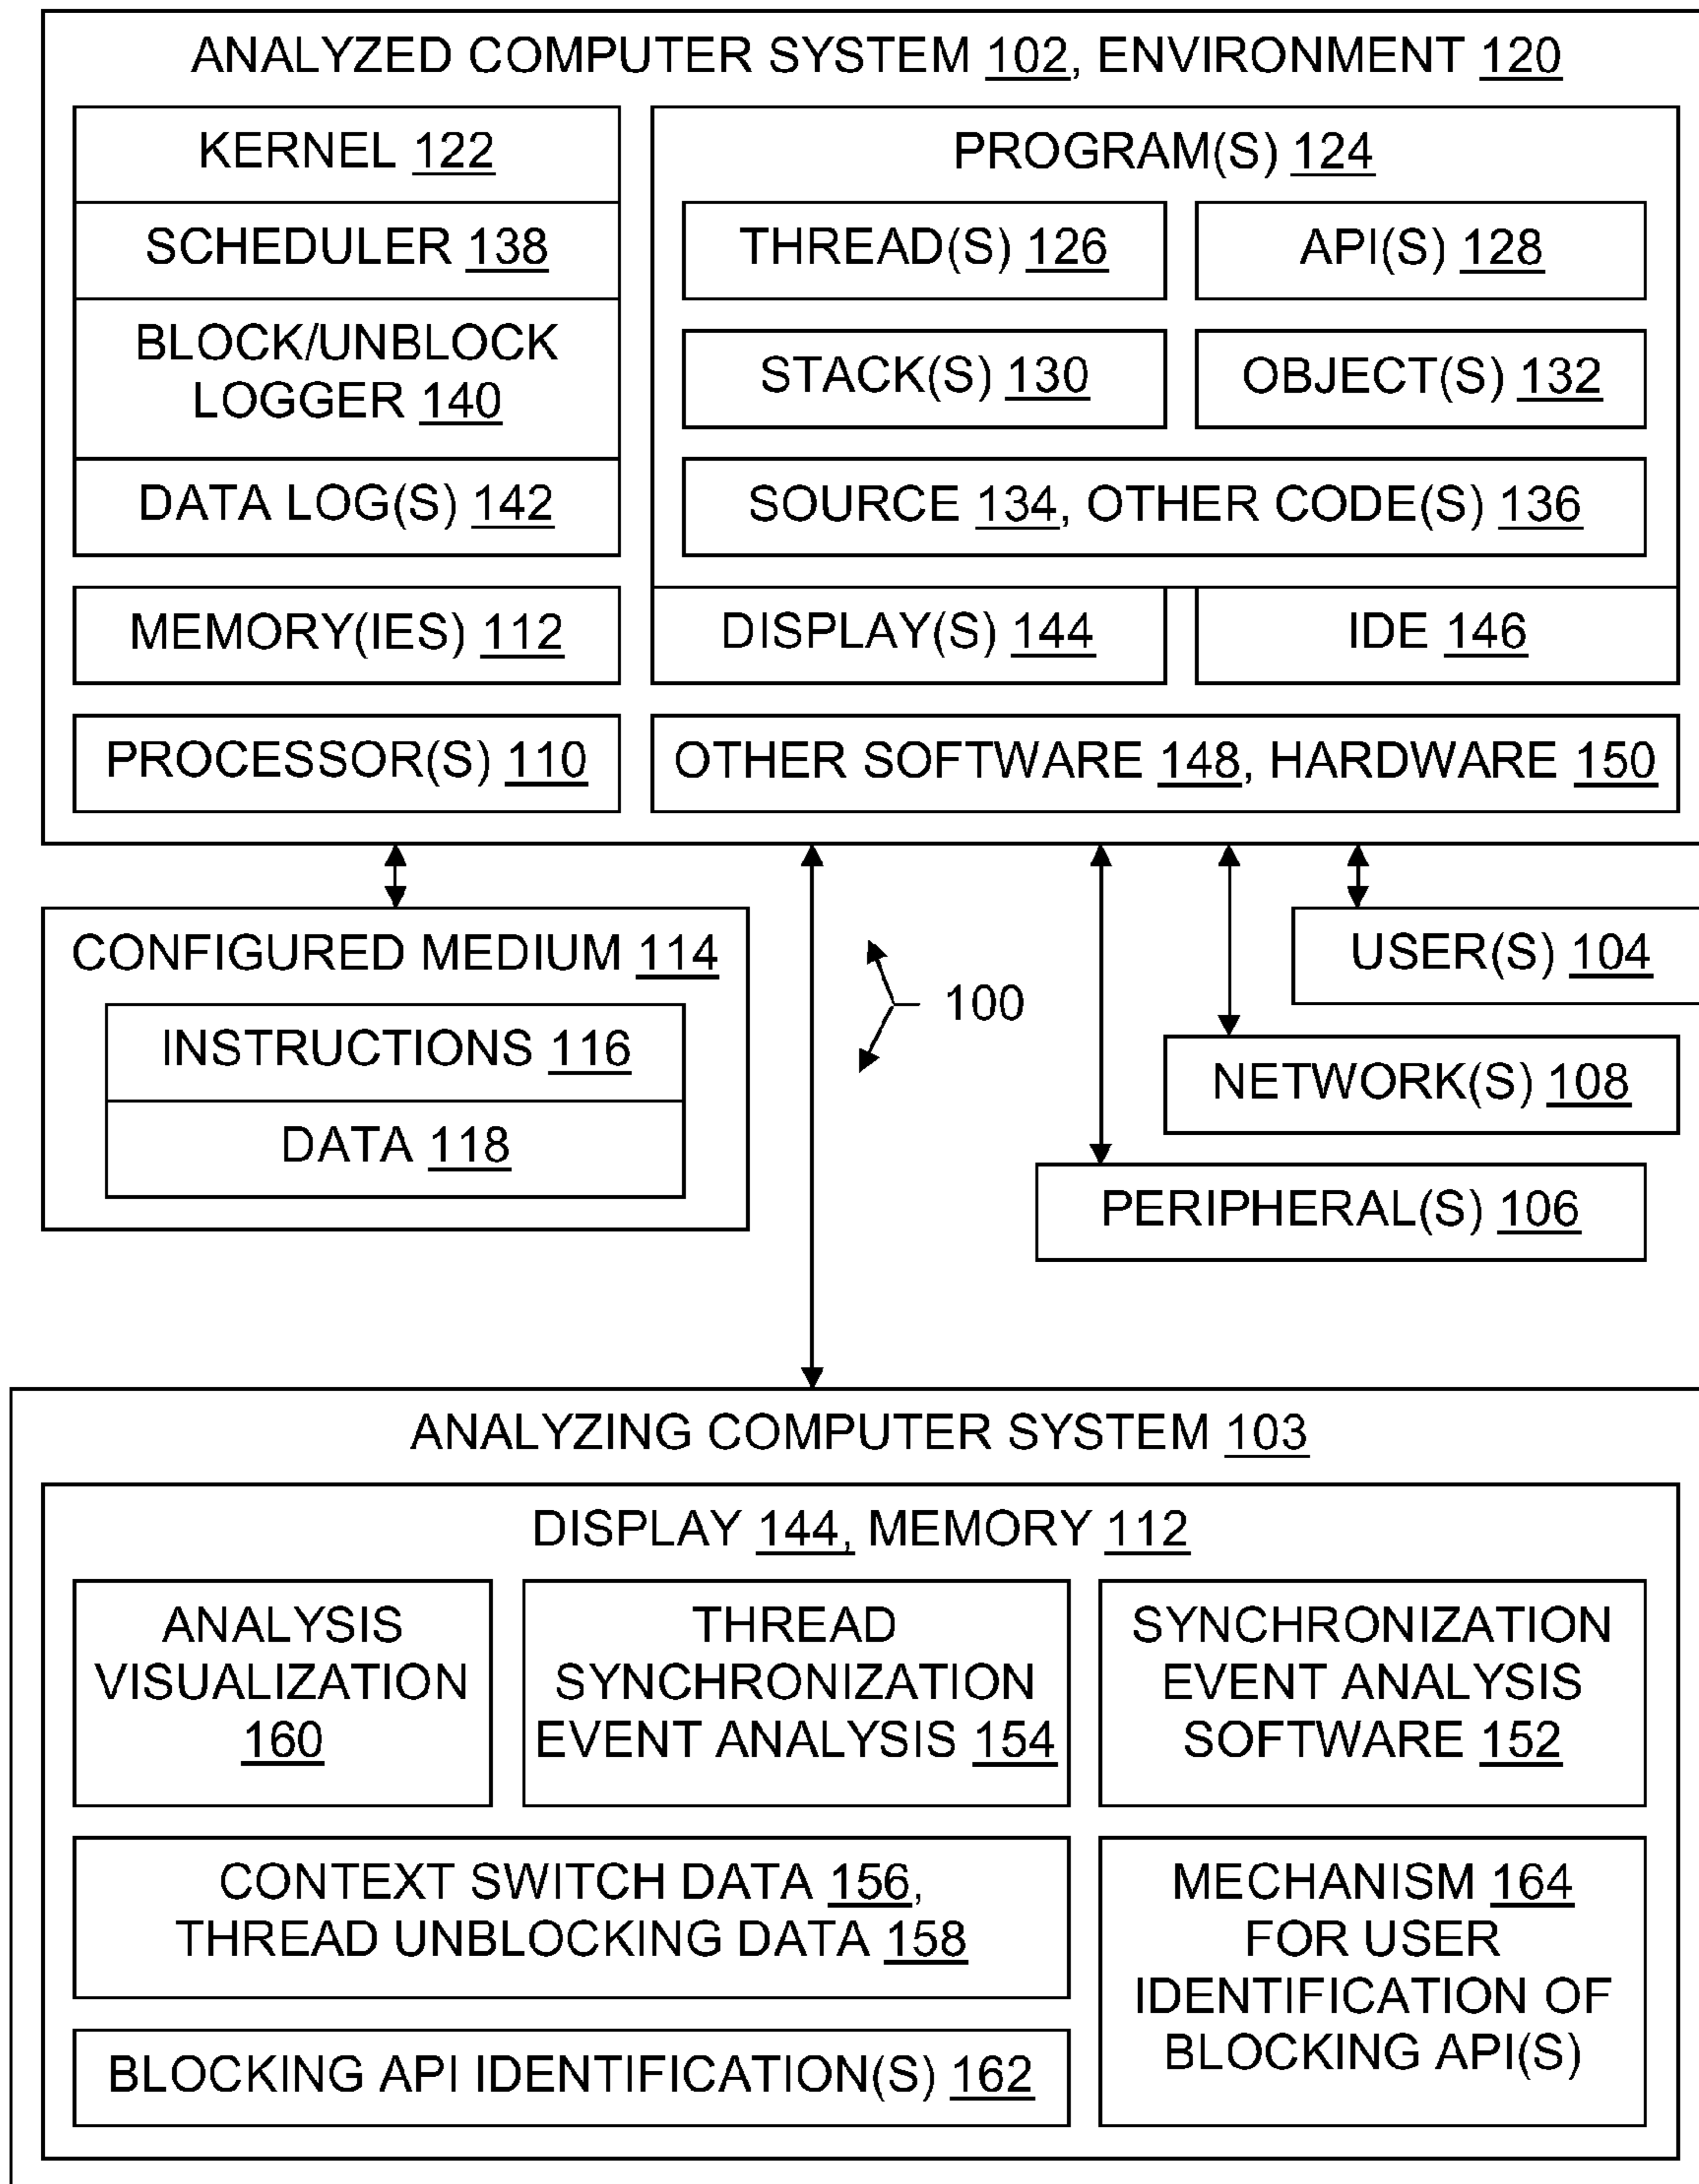 ANALYZED COMPUTER SYSTEM 102, ENVIRONMENT 120
KERNEL 122
SCHEDULER 138
BLOCK/UNBLOCK
LOGGER 140
DATA LOG(S) 142
MEMORY(IES) 112
PROCESSOR(S) 110
PROGRAM(S) 124
THREAD(S) 126
API(S) 128
STACK(S) 130
OBJECT(S) 132
SOURCE 134, OTHER CODE(S) 136
DISPLAY(S) 144
IDE 146
OTHER SOFTWARE 148, HARDWARE 150
CONFIGURED MEDIUM 114
INSTRUCTIONS 116
DATA 118
100
USER(S) 104
NETWORK(S) 108
PERIPHERAL(S) 106
ANALYZING COMPUTER SYSTEM 103
DISPLAY 144, MEMORY 112
ANALYSIS
VISUALIZATION
160
THREAD
SYNCHRONIZATION
EVENT ANALYSIS 154
SYNCHRONIZATION
EVENT ANALYSIS
SOFTWARE 152
CONTEXT SWITCH DATA 156,
THREAD UNBLOCKING DATA 158
BLOCKING API IDENTIFICATION(S) 162
MECHANISM 164
FOR USER
IDENTIFICATION OF
BLOCKING API(S)